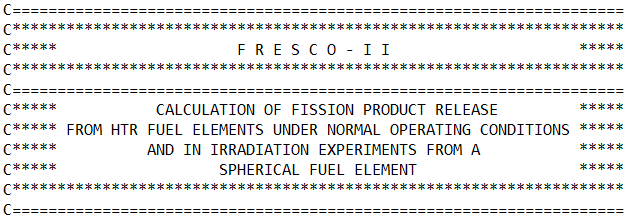 C====================================================================
C********************************************************************
C***** F R E S C O - I I *****
C********************************************************************
C====================================================================
C***** CALCULATION OF FISSION PRODUCT RELEASE *****
C***** FROM HTR FUEL ELEMENTS UNDER NORMAL OPERATING CONDITIONS *****
C***** AND IN IRRADIATION EXPERIMENTS FROM A *****
C***** SPHERICAL FUEL ELEMENT *****
C********************************************************************
C====================================================================